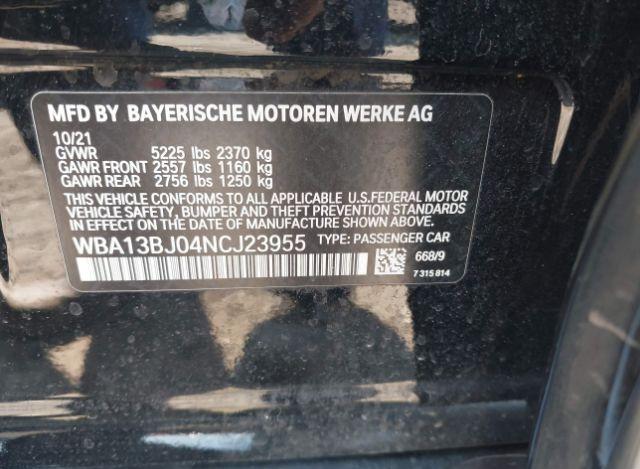 MFD BY BAYERISCHE MOTOREN WERKE AG
10/21
GVWR 5225 lbs 2370 kg
GAWR FRONT 2557 lbs 1160 kg
GAWR REAR 2756 lbs 1250 kg
THIS VEHICLE CONFORMS TO ALL APPLICABLE U.S.FEDERAL MOTOR
VEHICLE SAFETY, BUMPER AND THEFT PREVENTION STANDARDS
IN EFFECT ON THE DATE OF MANUFACTURE SHOWN ABOVE.
WBA13BJ04NCJ23955 TYPE: PASSENGER CAR
668/9
7 315 814